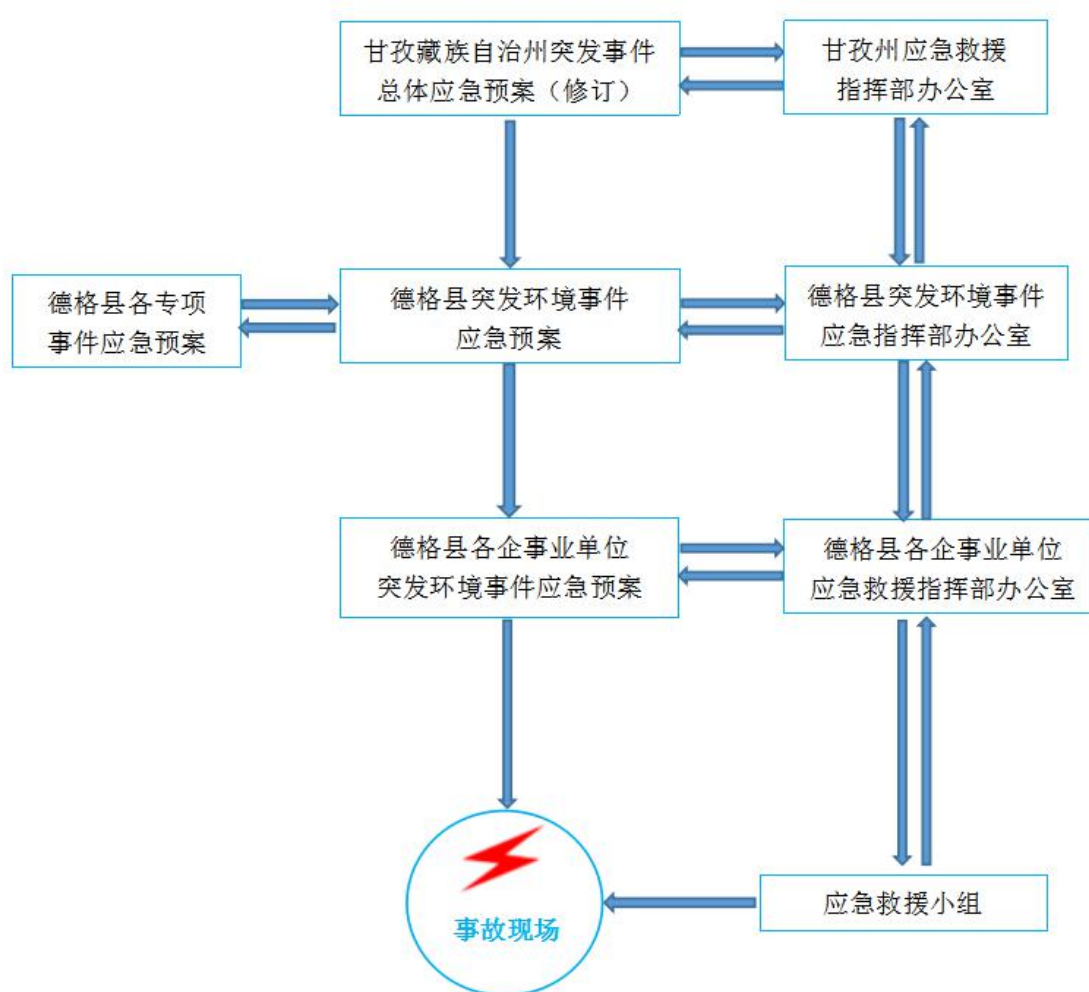 甘孜藏族自治州突发事件
总体应急预案（修订）
甘孜州应急救援
指挥部办公室
德格县各专项
事件应急预案
德格县突发环境事件
应急预案
德格县突发环境事件
应急指挥部办公室
德格县各企事业单位
突发环境事件应急预案
德格县各企事业单位
应急救援指挥部办公室
事故现场
应急救援小组